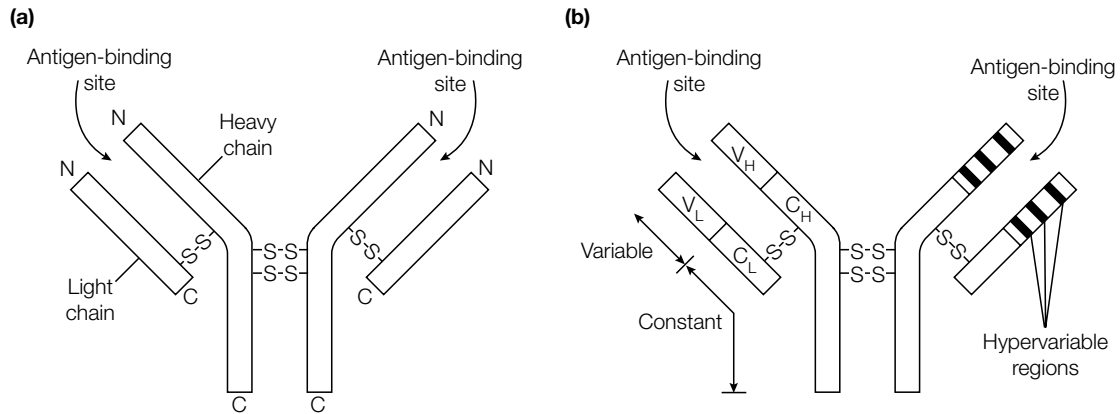 (a)
Antigen-binding
site
Antigen-binding
site
N
Heavy
chain
N
N
N
S-S
S-S
S-S
S-S
Light
chain
C
C
C
C
(b)
Antigen-binding
site
Antigen-binding
site
VH
CH
VL
CL
S-S
S-S
S-S
S-S
Variable
Constant
Hypervariable
regions